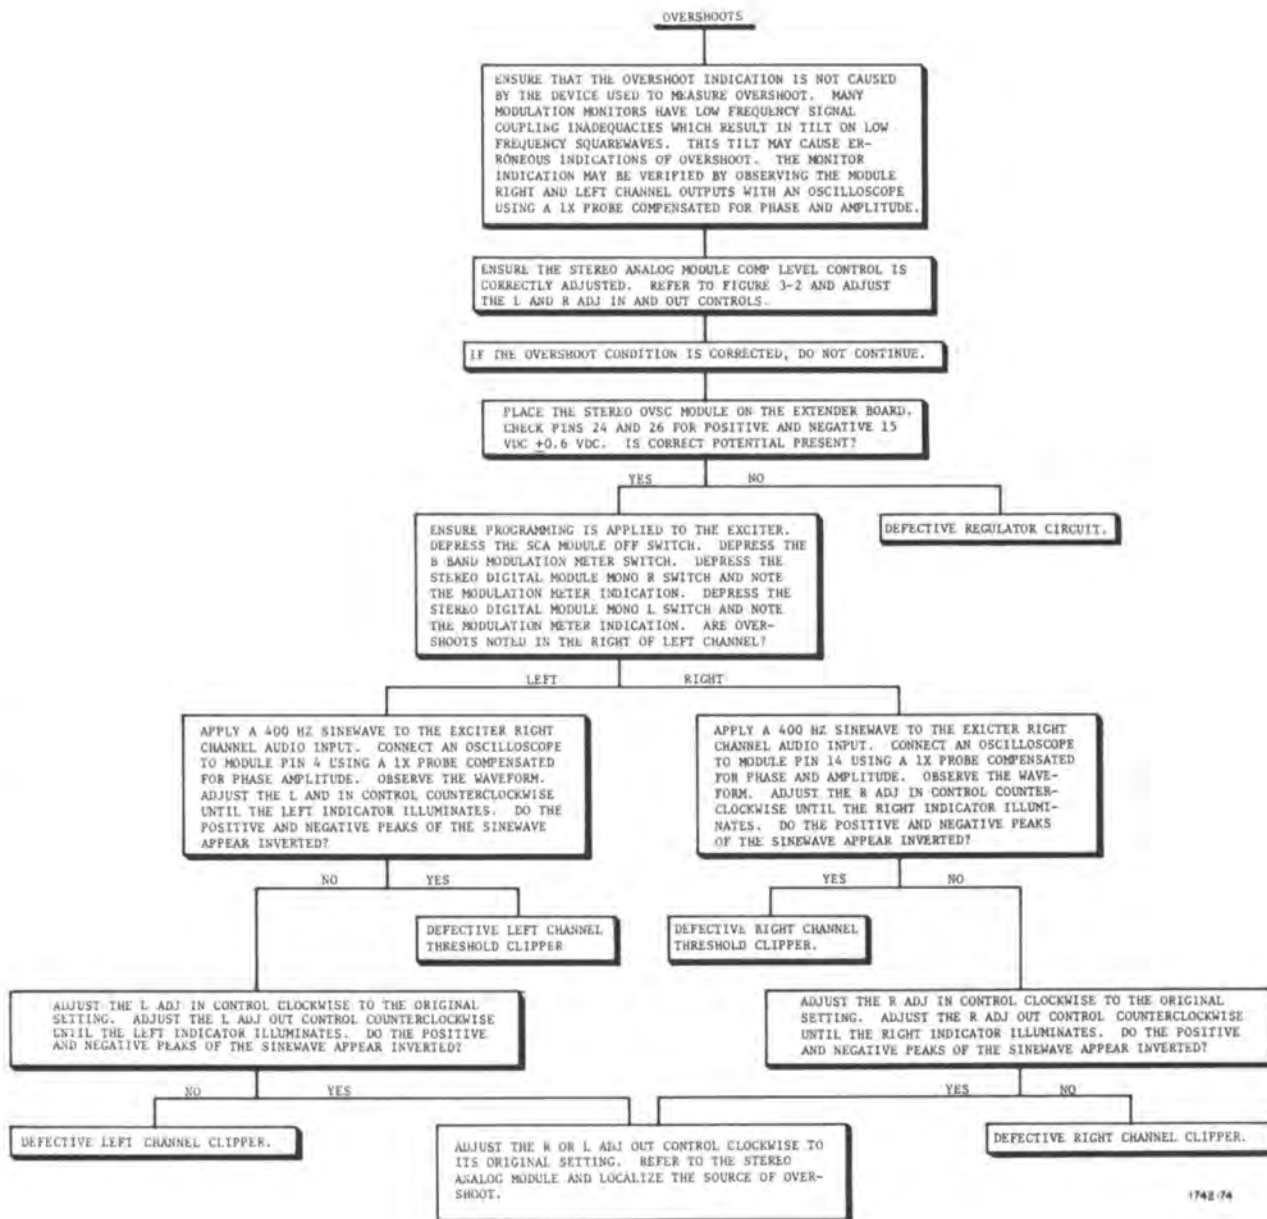 OVERSHOOTS
ENSURE THAT THE OVERSHOOT INDICATION IS NOT CAUSED
BY THE DEVICE USED TO MEASURE OVERSHOOT. MANY
MODULATION MONITORS HAVE LOW FREQUENCY SIGNAL
COUPLING INADEQUACIES WHICH RESULT IN TILT ON LOW
FREQUENCY SQUAREWAVES. THIS TILT MAY CAUSE ER-
RONEOUS INDICATIONS OF OVERSHOOT. THE MONITOR
INDICATION MAY BE VERIFIED BY OBSERVING THE MODULE
RIGHT AND LEFT CHANNEL OUTPUTS WITH AN OSCILLOSCOPE
USING A 1X PROBE COMPENSATED FOR PHASE AND AMPLITUDE.
ENSURE THE STEREO ANALOG MODULE COMP LEVEL CONTROL IS
CORRECTLY ADJUSTED. REFER TO FIGURE 3-2 AND ADJUST
THE L AND R ADJ IN AND OUT CONTROLS.
IF THE OVERSHOOT CONDITION IS CORRECTED, DO NOT CONTINUE.
PLACE THE STEREO OVSC MODULE ON THE EXTENDER BOARD.
CHECK PINS 24 AND 26 FOR POSITIVE AND NEGATIVE 15
VDC ±0.6 VDC. IS CORRECT POTENTIAL PRESENT?
YES NO
DEFECTIVE REGULATOR CIRCUIT.
ENSURE PROGRAMMING IS APPLIED TO THE EXCITER.
DEPRESS THE SCA MODULE OFF SWITCH. DEPRESS THE
B BAND MODULATION METER SWITCH. DEPRESS THE
STEREO DIGITAL MODULE MONO R SWITCH AND NOTE
THE MODULATION METER INDICATION. DEPRESS THE
STEREO DIGITAL MODULE MONO L SWITCH AND NOTE
THE MODULATION METER INDICATION. ARE OVER-
SHOOTS NOTED IN THE RIGHT OF LEFT CHANNEL?
LEFT RIGHT
APPLY A 400 HZ SINEWAVE TO THE EXCITER RIGHT
CHANNEL AUDIO INPUT. CONNECT AN OSCILLOSCOPE
TO MODULE PIN 4 USING A 1X PROBE COMPENSATED
FOR PHASE AMPLITUDE. OBSERVE THE WAVEFORM.
ADJUST THE L AND IN CONTROL COUNTERCLOCKWISE
UNTIL THE LEFT INDICATOR ILLUMINATES. DO THE
POSITIVE AND NEGATIVE PEAKS OF THE SINEWAVE
APPEAR INVERTED?
APPLY A 400 HZ SINEWAVE TO THE EXICTER RIGHT
CHANNEL AUDIO INPUT. CONNECT AN OSCILLOSCOPE
TO MODULE PIN 14 USING A 1X PROBE COMPENSATED
FOR PHASE AND AMPLITUDE. OBSERVE THE WAVE-
FORM. ADJUST THE R ADJ IN CONTROL COUNTER-
CLOCKWISE UNTIL THE RIGHT INDICATOR ILLUMI-
NATES. DO THE POSITIVE AND NEGATIVE PEAKS
OF THE SINEWAVE APPEAR INVERTED?
NO YES
YES NO
DEFECTIVE LEFT CHANNEL
THRESHOLD CLIPPER
DEFECTIVE RIGHT CHANNEL
THRESHOLD CLIPPER.
ADJUST THE L ADJ IN CONTROL CLOCKWISE TO THE ORIGINAL
SETTING. ADJUST THE L ADJ OUT CONTROL COUNTERCLOCKWISE
UNTIL THE LEFT INDICATOR ILLUMINATES. DO THE POSITIVE
AND NEGATIVE PEAKS OF THE SINEWAVE APPEAR INVERTED?
ADJUST THE R ADJ IN CONTROL CLOCKWISE TO THE ORIGINAL
SETTING. ADJUST THE R ADJ OUT CONTROL COUNTERCLOCKWISE
UNTIL THE RIGHT INDICATOR ILLUMINATES. DO THE POSITIVE
AND NEGATIVE PEAKS OF THE SINEWAVE APPEAR INVERTED?
NO YES
YES NO
DEFECTIVE LEFT CHANNEL CLIPPER.
ADJUST THE R OR L ADJ OUT CONTROL CLOCKWISE TO
ITS ORIGINAL SETTING. REFER TO THE STEREO
ANALOG MODULE AND LOCALIZE THE SOURCE OF OVER-
SHOOT.
DEFECTIVE RIGHT CHANNEL CLIPPER.
1742-74